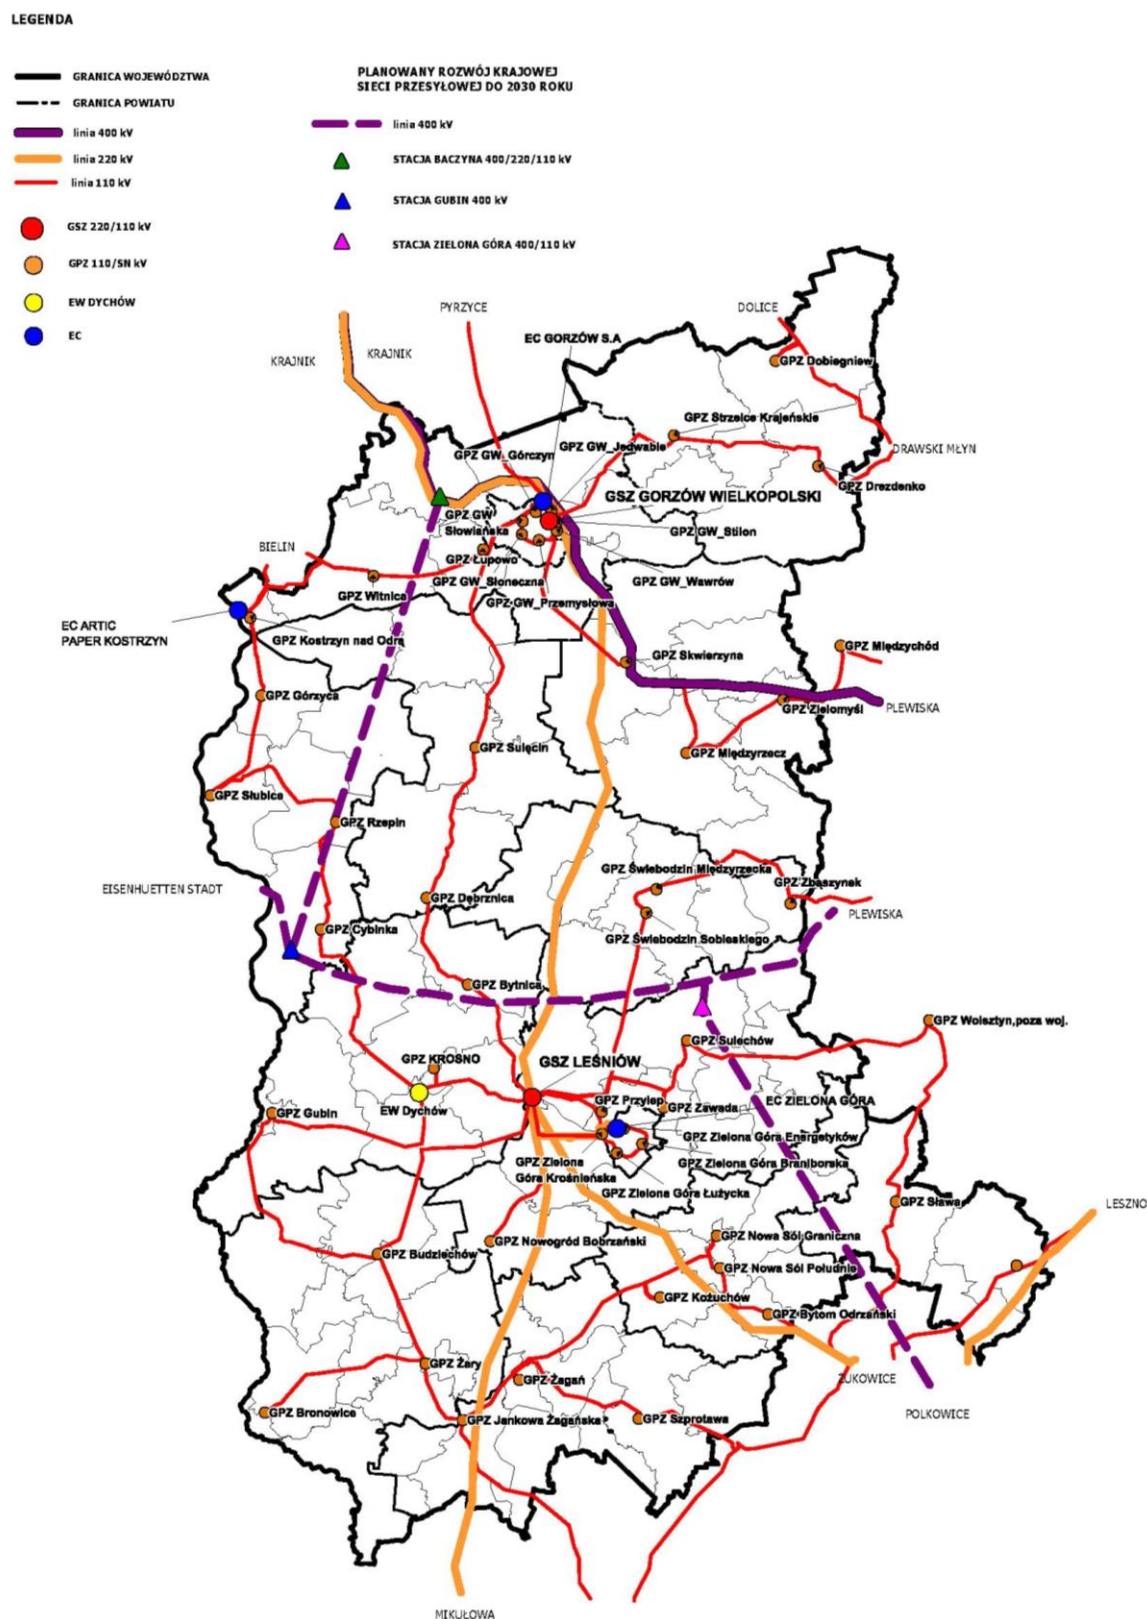 LEGENDA
GRANICA WOJEWÓDZTWA
GRANICA POWIATU
linia 400 kV
linia 220 kV
linia 110 kV
GSZ 220/110 kV
GPZ 110/SN kV
EW DYCHÓW
EC
PLANOWANY ROZWÓJ KRAJOWEJ
SIECI PRZESYŁOWEJ DO 2030 ROKU
linia 400 kV
STACJA BACZYNA 400/220/110 kV
STACJA GUBIN 400 kV
STACJA ZIELONA GÓRA 400/110 kV
PYRZYCE
DOLICE
EC GORZÓW S.A
KRAJNIK
KRAJNIK
GPZ Dobiegniew
GPZ Strzelce Krajeńskie
GPZ GW_Jedwabie
GPZ GW_Górczyn
DRAWSKI MŁYN
GPZ Drezdenko
GSZ GORZÓW WIELKOPOLSKI
GPZ GW
Słowiańska
GPZ GW_Stilon
BIELIN
GPZ Łupowo
GPZ GW_Słoneczna
GPZ GW_Wawrów
GPZ Witnica
GPZ GW_Przemysłowa
EC ARTIC
PAPER KOSTRZYN
GPZ Kostrzyn nad Odrą
GPZ Skwierzyna
GPZ Międzychód
GPZ Górzyca
GPZ Zielomyśl
PLEWISKA
GPZ Sulęcin
GPZ Międzyrzecz
GPZ Słubice
GPZ Rzepin
GPZ Świebodzin Międzyrzecka
GPZ Zbąszynek
EISENHUETTEN STADT
GPZ Dębrznica
PLEWISKA
GPZ Cybinka
GPZ Świebodzin Sobieskiego
GPZ Bytnica
GPZ Wolsztyn,poza woj.
GPZ Sulechów
GPZ KROSNO
GSZ LEŚNIÓW
EW Dychów
GPZ Przylep
GPZ Zawada
EC ZIELONA GÓRA
GPZ Gubin
GPZ Zielona Góra Energetyków
GPZ Zielona
Góra Krośnieńska
GPZ Zielona Góra Braniborska
GPZ Zielona Góra Łużycka
GPZ Sława
LESZNO
GPZ Nowogród Bobrzański
GPZ Nowa Sól Graniczna
GPZ Budziechów
GPZ Nowa Sól Południe
GPZ Kożuchów
GPZ Bytom Odrzański
GPZ Żary
GPZ Żagań
ŻUKOWICE
GPZ Bronowice
GPZ Jankowa Żagańska
GPZ Szprotawa
POLKOWICE
MIKUŁOWA